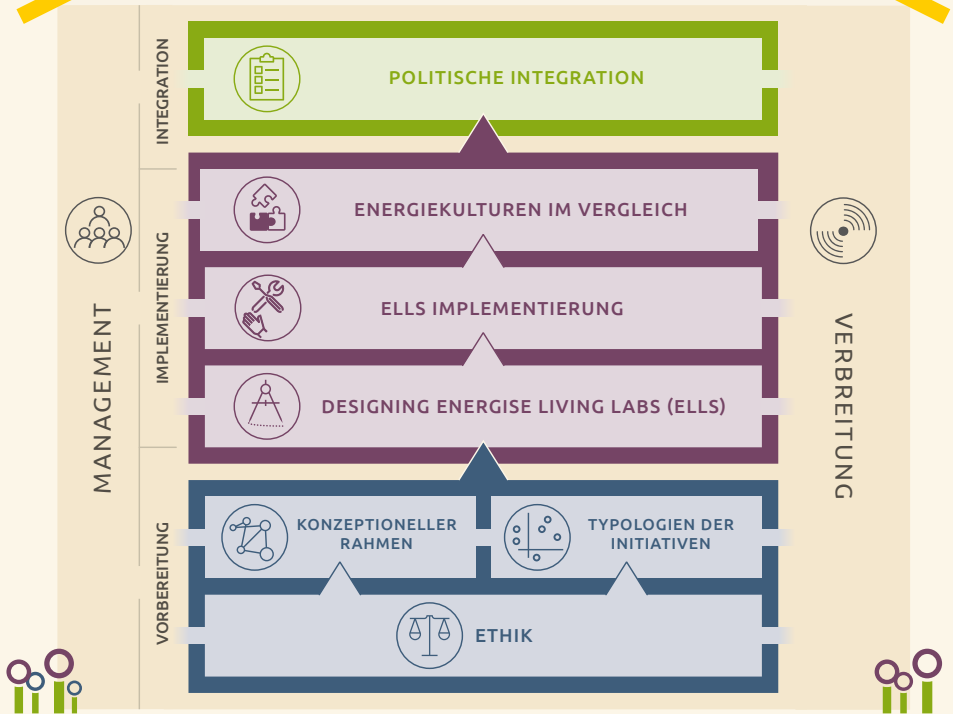 INTEGRATION
POLITISCHE INTEGRATION
MANAGEMENT
IMPLEMENTIERUNG
ENERGIEKULTUREN IM VERGLEICH
ELLS IMPLEMENTIERUNG
DESIGNING ENERGISE LIVING LABS (ELLS)
VERBREITUNG
VORBEREITUNG
KONZEPTIONELLER
RAHMEN
TYPOLOGIEN DER
INITIATIVEN
ETHIK